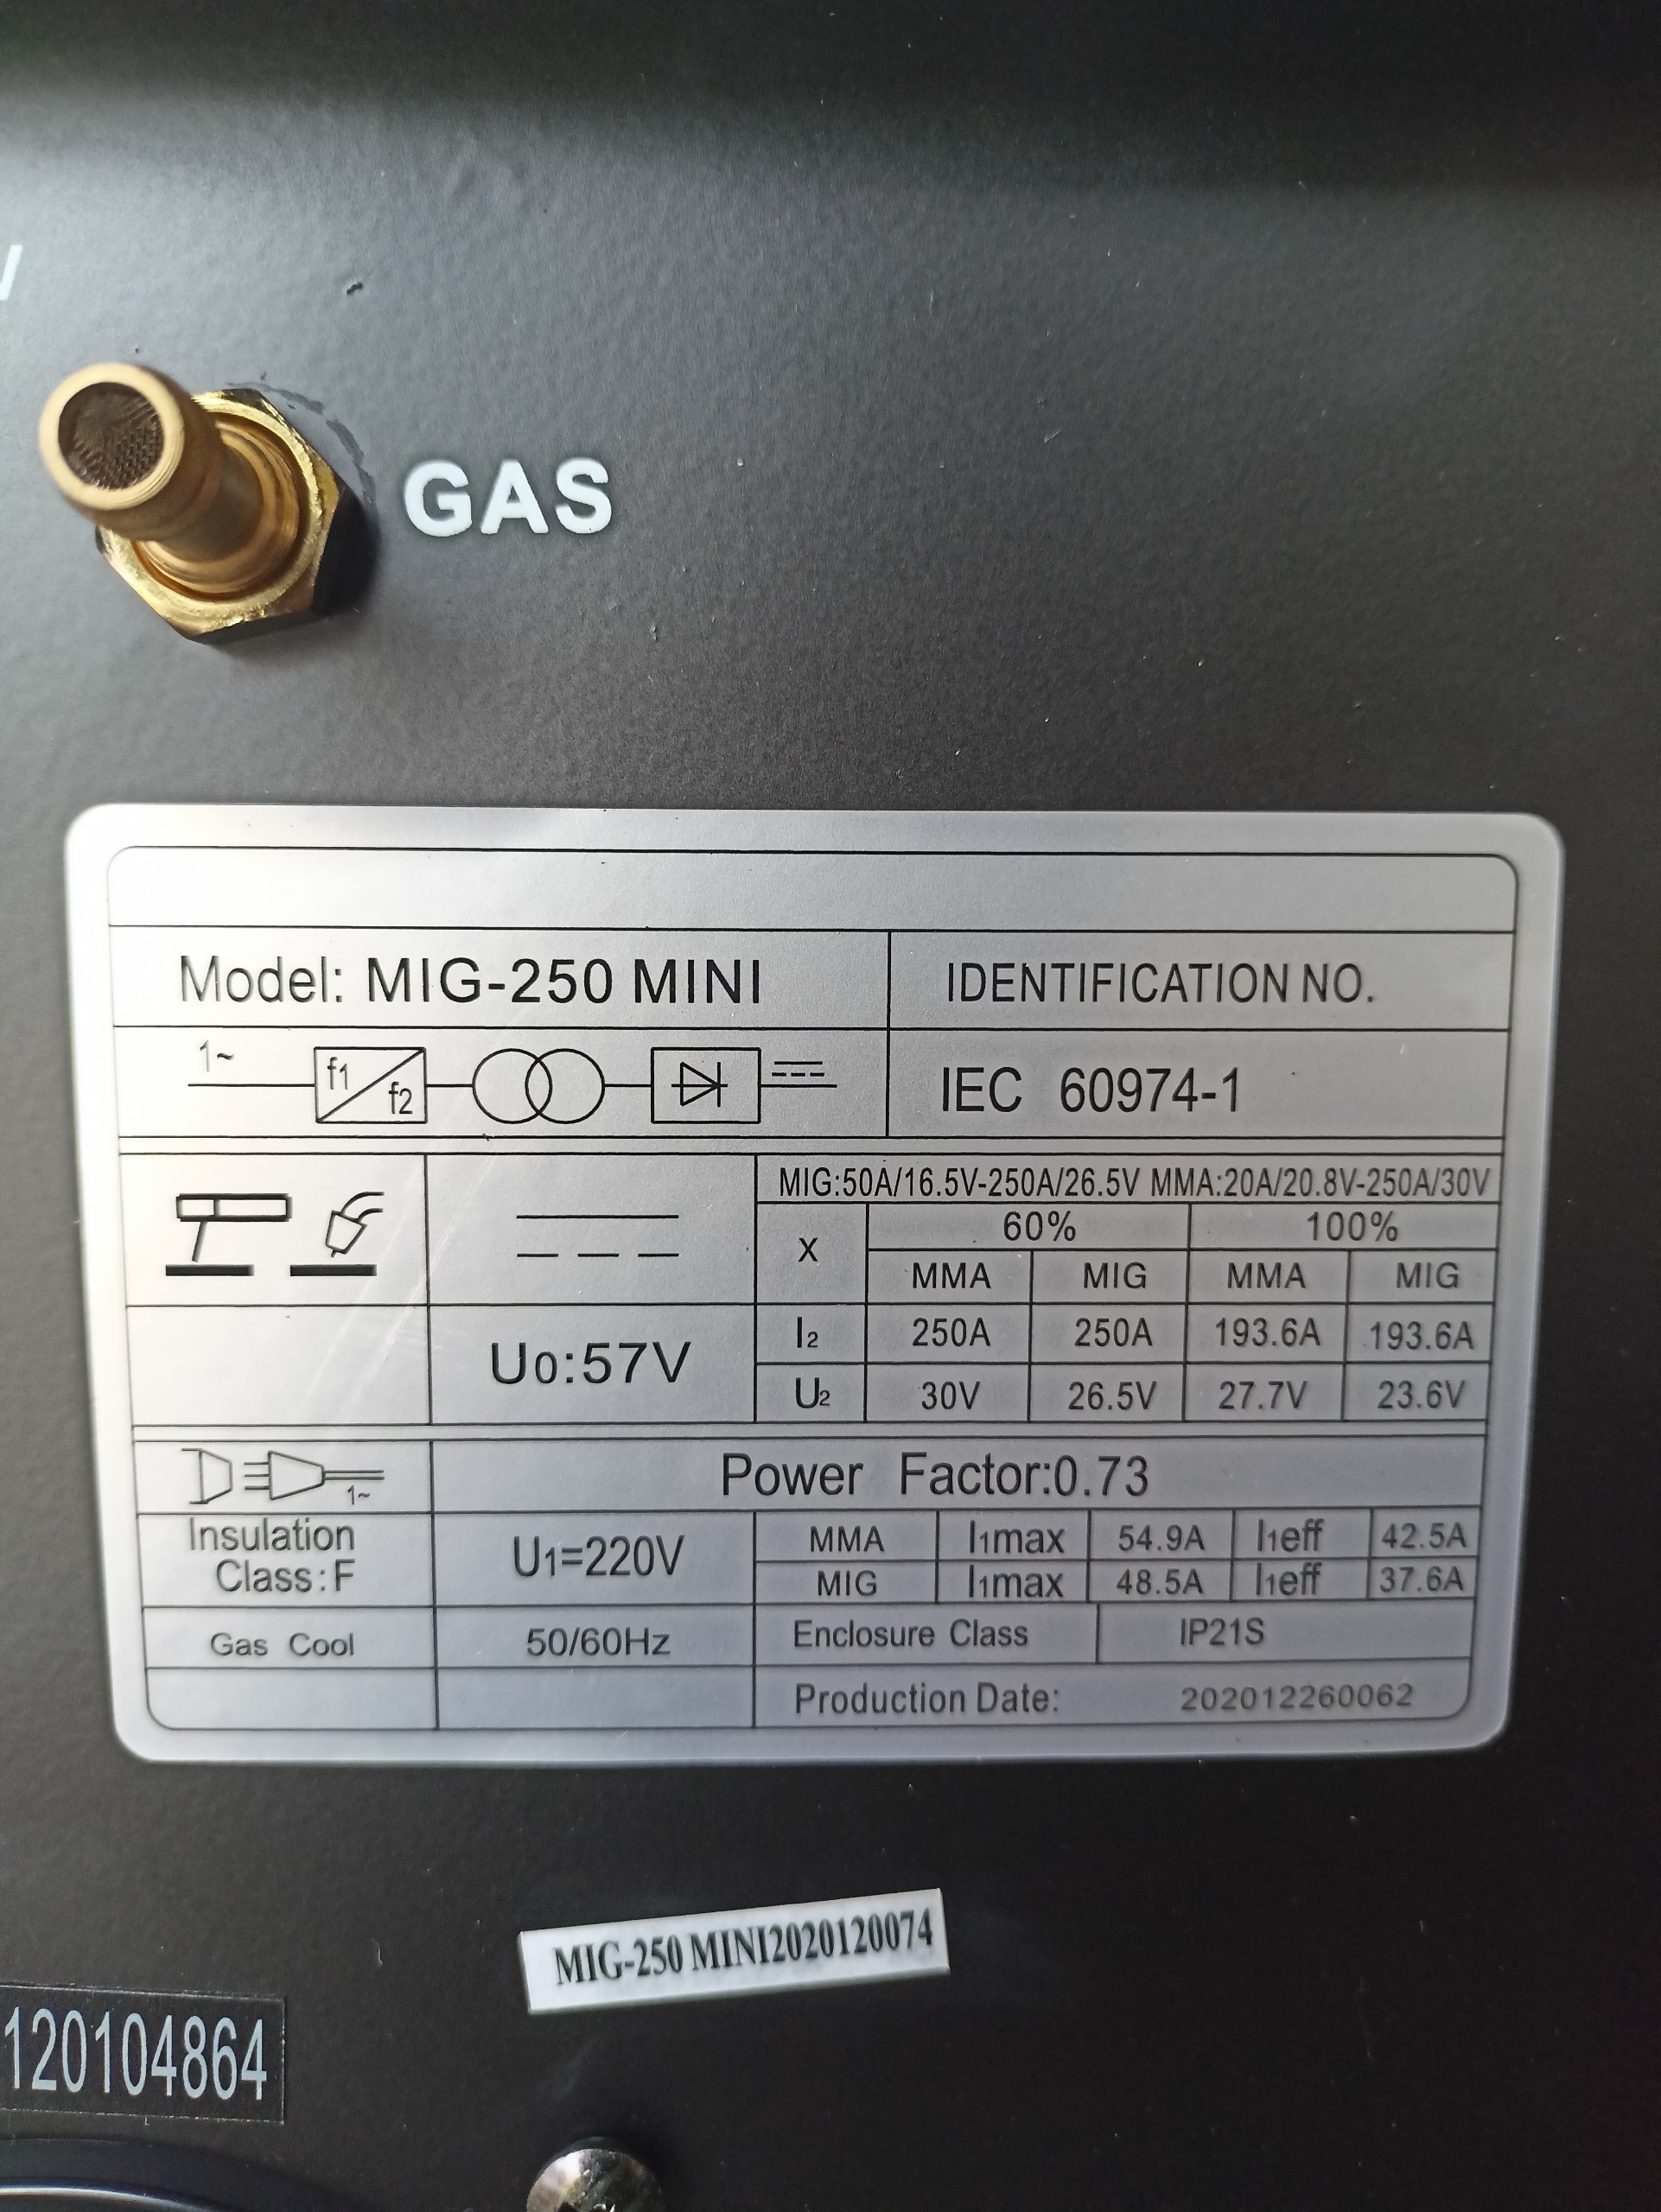 GAS
Model: MIG-250 MINI
IDENTIFICATION NO.
1~
f1
f2
IEC 60974-1
MIG:50A/16.5V-250A/26.5V MMA:20A/20.8V-250A/30V
X
60%
100%
MMA
MIG
MMA
MIG
U0:57V
I2
250A
250A
193.6A
193.6A
U2
30V
26.5V
27.7V
23.6V
1~
Power Factor:0.73
Insulation
Class:F
U1=220V
MMA
I1max
54.9A
I1eff
42.5A
MIG
I1max
48.5A
I1eff
37.6A
Gas Cool
50/60Hz
Enclosure Class
IP21S
Production Date:
202012260062
MIG-250 MINI2020120074
120104864